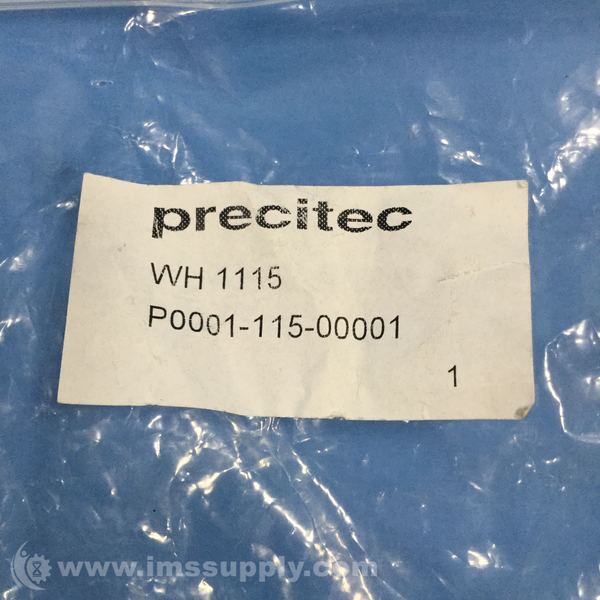 precitec
WH 1115
P0001-115-00001
1
www.imssupply.com